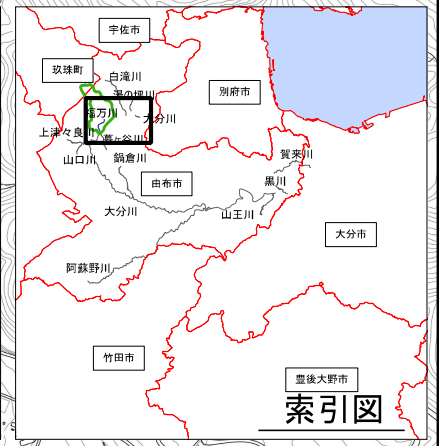 宇佐市
玖珠町
白滝川
湯の坪川
別府市
福万川
大分川
上津々良川
蓼ヶ谷川
山口川
鍋倉川
賀来川
由布市
黒川
大分川
山王川
大分市
阿蘇野川
竹田市
豊後大野市
索引図